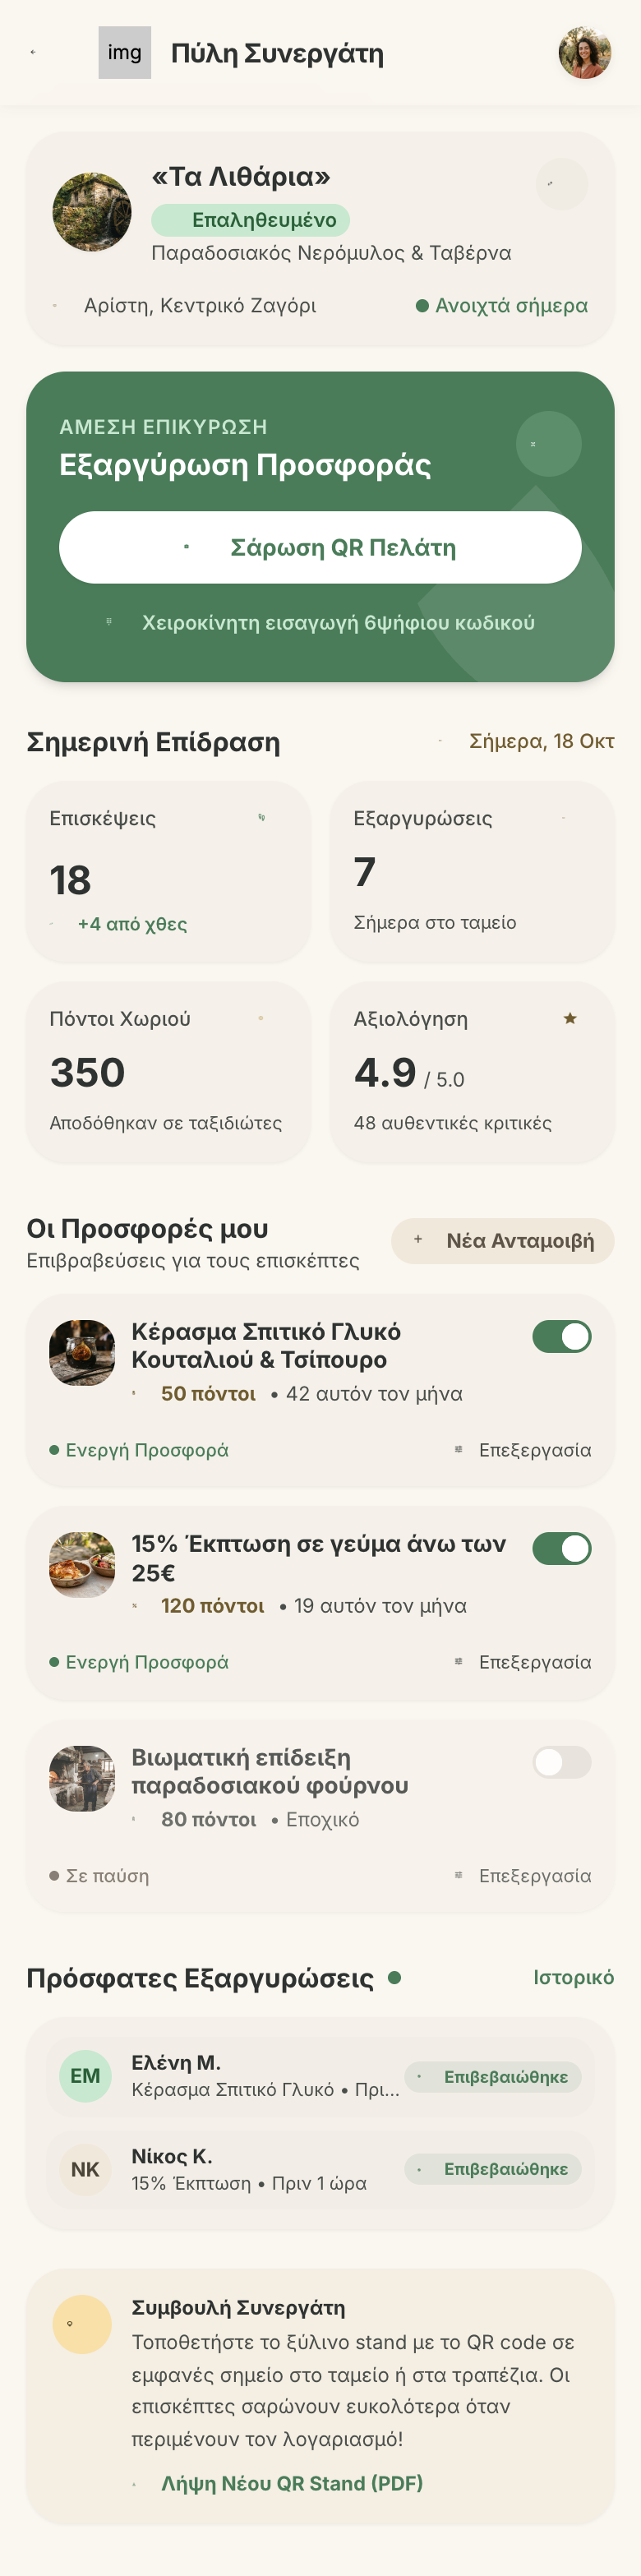 img
Πύλη Συνεργάτη
«Τα Λιθάρια»
Επαληθευμένο
Παραδοσιακός Νερόμυλος & Ταβέρνα
Αρίστη, Κεντρικό Ζαγόρι
Ανοιχτά σήμερα
ΑΜΕΣΗ ΕΠΙΚΥΡΩΣΗ
Εξαργύρωση Προσφοράς
Σάρωση QR Πελάτη
Χειροκίνητη εισαγωγή 6ψήφιου κωδικού
Σημερινή Επίδραση
Σήμερα, 18 Οκτ
Επισκέψεις
18
+4 από χθες
Εξαργυρώσεις
7
Σήμερα στο ταμείο
Πόντοι Χωριού
350
Αποδόθηκαν σε ταξιδιώτες
Αξιολόγηση
4.9 / 5.0
48 αυθεντικές κριτικές
Οι Προσφορές μου
Επιβραβεύσεις για τους επισκέπτες
Νέα Ανταμοιβή
Κέρασμα Σπιτικό Γλυκό
Κουταλιού & Τσίπουρο
50 πόντοι • 42 αυτόν τον μήνα
Ενεργή Προσφορά
Επεξεργασία
15% Έκπτωση σε γεύμα άνω των
25€
120 πόντοι • 19 αυτόν τον μήνα
Ενεργή Προσφορά
Επεξεργασία
Βιωματική επίδειξη
παραδοσιακού φούρνου
80 πόντοι • Εποχικό
Σε παύση
Επεξεργασία
Πρόσφατες Εξαργυρώσεις
Ιστορικό
ΕΜ
Ελένη Μ.
Κέρασμα Σπιτικό Γλυκό • Πρι...
Επιβεβαιώθηκε
ΝΚ
Νίκος Κ.
15% Έκπτωση • Πριν 1 ώρα
Επιβεβαιώθηκε
Συμβουλή Συνεργάτη
Τοποθετήστε το ξύλινο stand με το QR code σε
εμφανές σημείο στο ταμείο ή στα τραπέζια. Οι
επισκέπτες σαρώνουν ευκολότερα όταν
περιμένουν τον λογαριασμό!
Λήψη Νέου QR Stand (PDF)